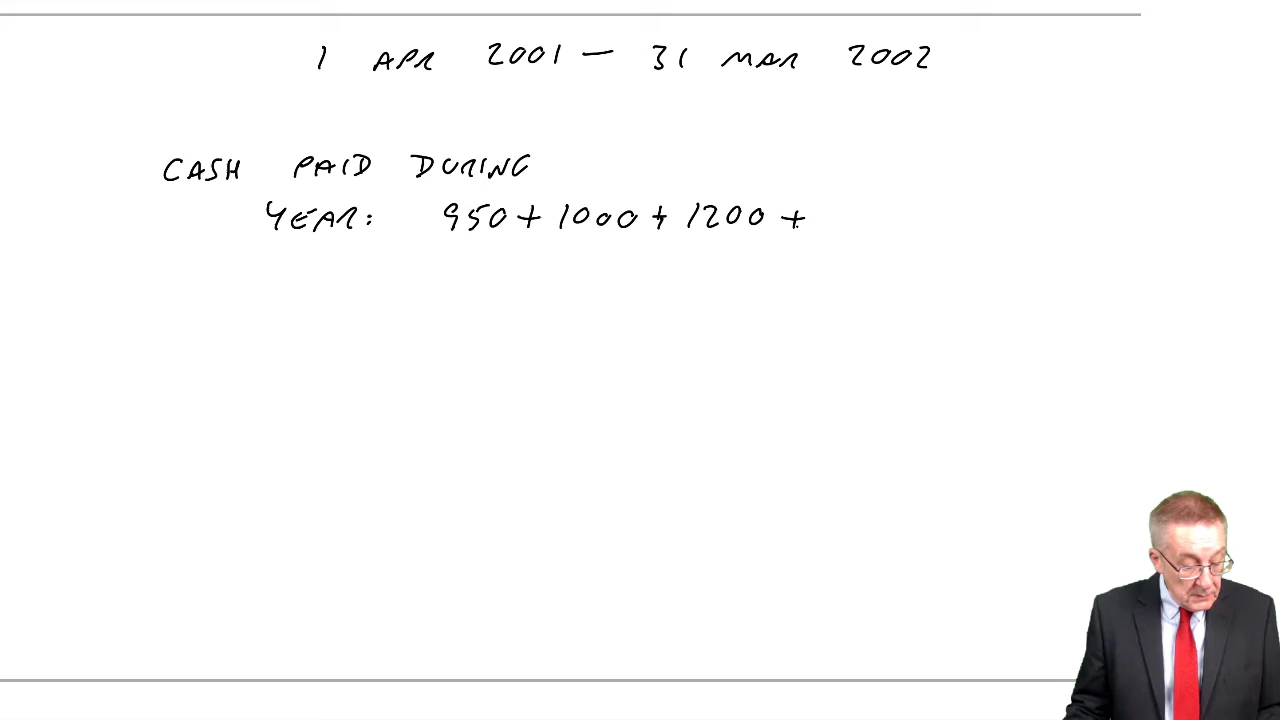 1 APR 2001 – 31 MAR 2002
CASH PAID DURING
YEAR: 950 + 1000 + 1200 +